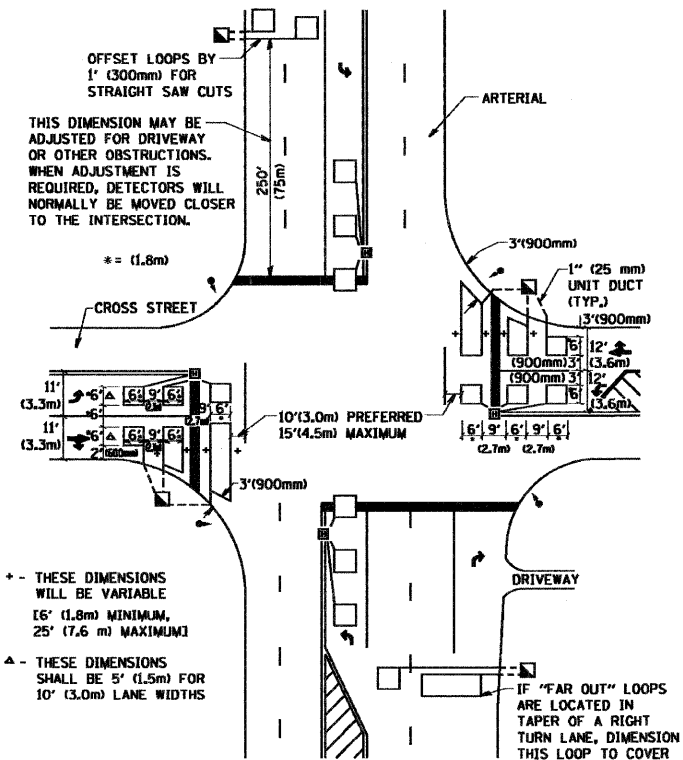 OFFSET LOOPS BY
1' (300mm) FOR
STRAIGHT SAW CUTS
ARTERIAL
THIS DIMENSION MAY BE
ADJUSTED FOR DRIVEWAY
OR OTHER OBSTRUCTIONS.
WHEN ADJUSTMENT IS
REQUIRED, DETECTORS WILL
NORMALLY BE MOVED CLOSER
TO THE INTERSECTION.
250'
(75m)
* = (1.8m)
3'(900mm)
1" (25 mm)
UNIT DUCT
(TYP.)
CROSS STREET
3'(900mm)
6'
12'
(3.6m)
(900mm) 3'
(900mm) 3'
12'
6'
(3.6m)
11'
(3.3m)
*6'
6'
9'
6'
*6'
9' 6'
(2.7m)
11'
(3.3m)
*6'
6'
9'
6'
2' (600mm)
10'(3.0m) PREFERRED
15'(4.5m) MAXIMUM
6' 9' 6' 9' 6'
(2.7m) (2.7m)
3'(900mm)
+ - THESE DIMENSIONS
WILL BE VARIABLE
[6' (1.8m) MINIMUM,
25' (7.6 m) MAXIMUM]
DRIVEWAY
△ - THESE DIMENSIONS
SHALL BE 5' (1.5m) FOR
10' (3.0m) LANE WIDTHS
IF "FAR OUT" LOOPS
ARE LOCATED IN
TAPER OF A RIGHT
TURN LANE, DIMENSION
THIS LOOP TO COVER